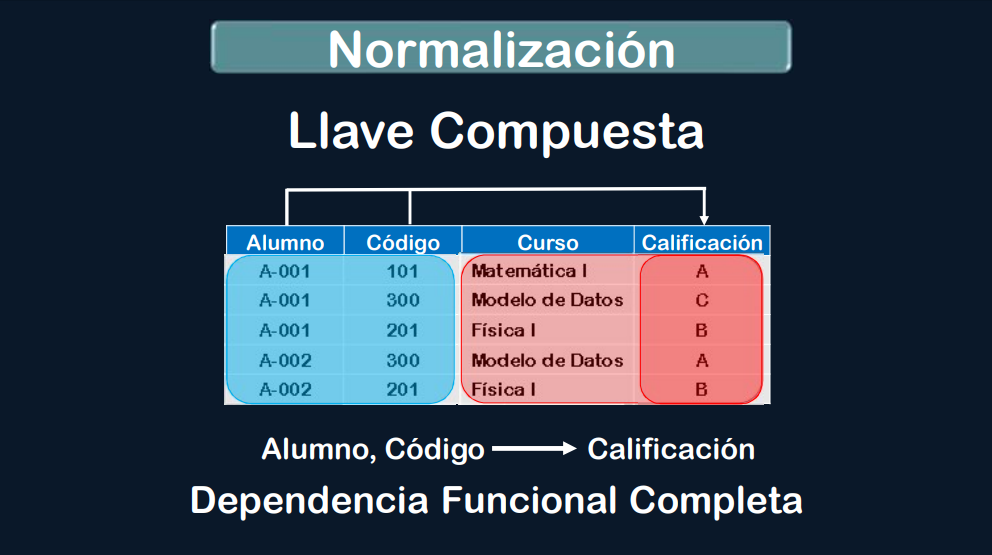 Normalización
Llave Compuesta
Alumno Código Curso Calificación
A-001 101 Matemática I A
A-001 300 Modelo de Datos C
A-001 201 Física I B
A-002 300 Modelo de Datos A
A-002 201 Física I B
Alumno, Código Calificación
Dependencia Funcional Completa